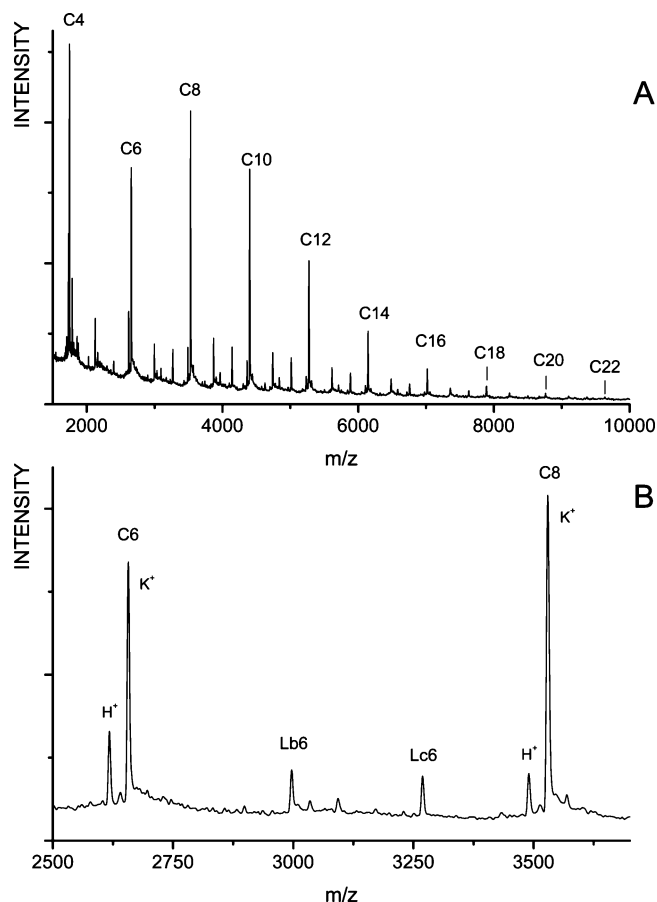 C4
INTENSITY
A
C8
C6
C10
C12
C14
C16
C18
C20
C22
2000 4000 6000 8000 10000
m/z
INTENSITY
B
C8
K⁺
C6
K⁺
H⁺
Lb6
Lc6
H⁺
2500 2750 3000 3250 3500
m/z